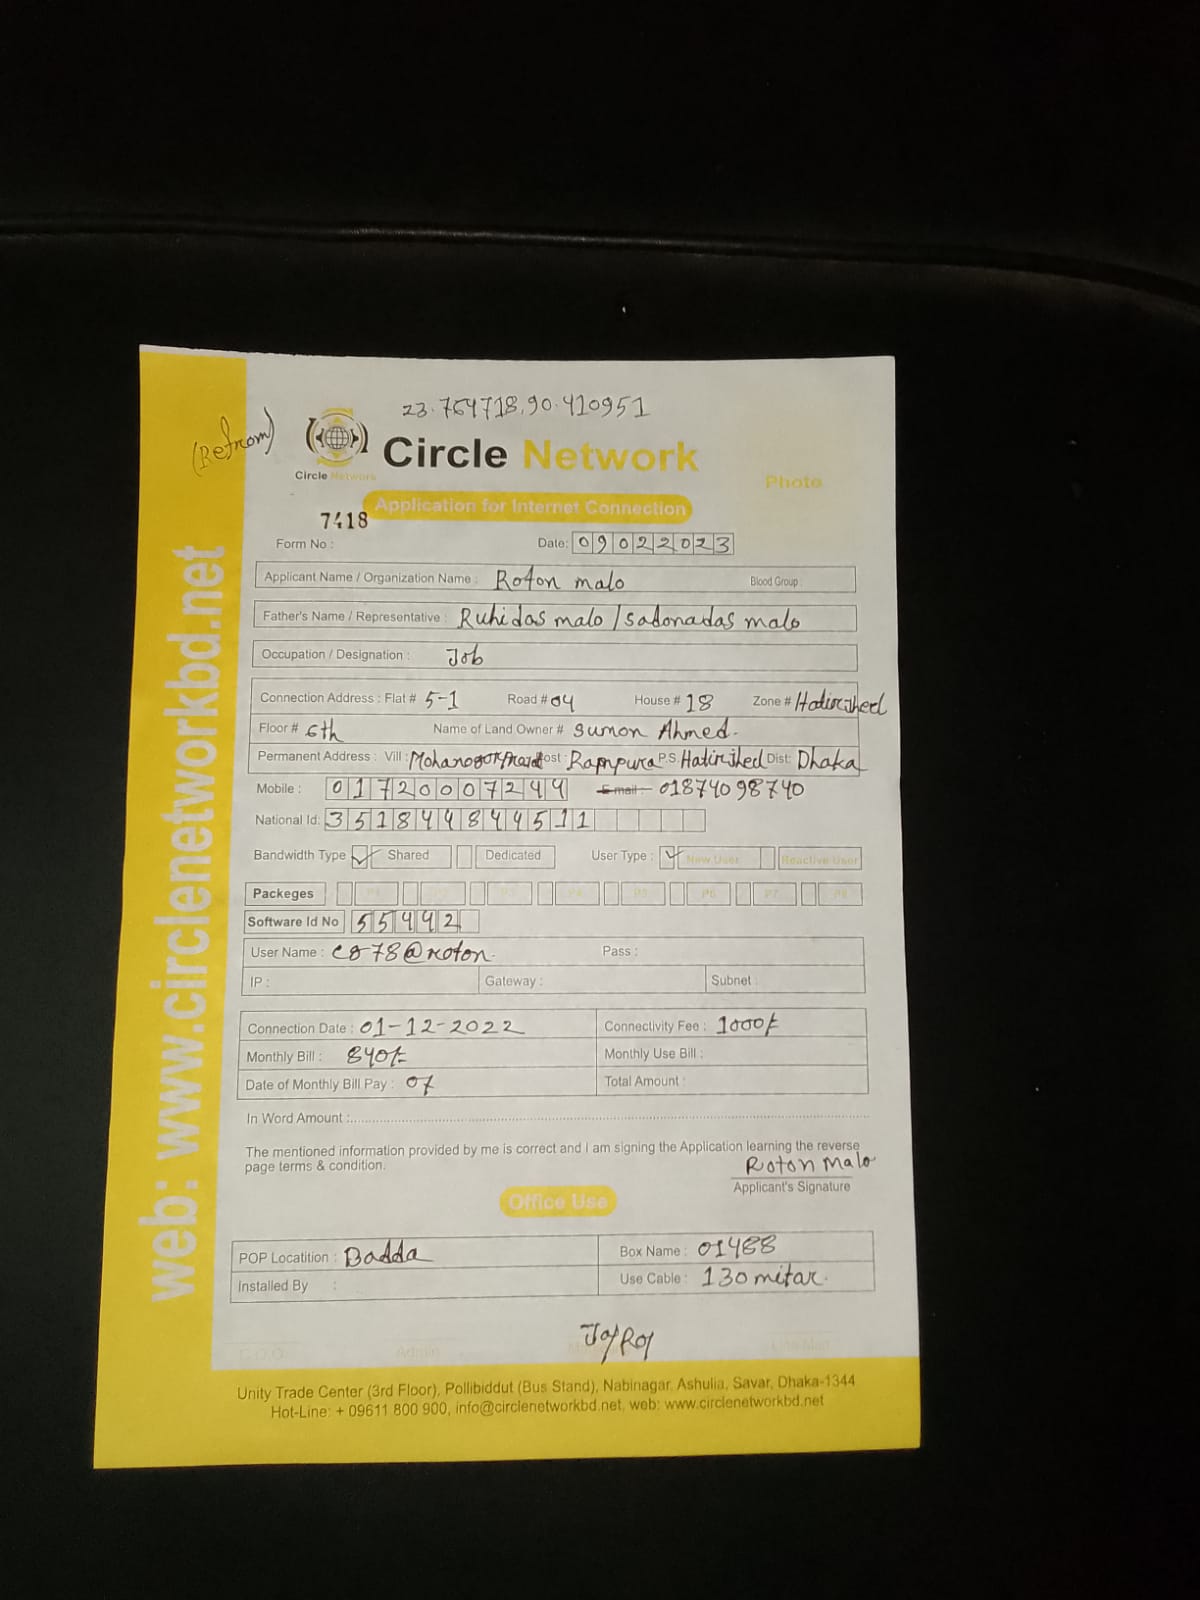 23.764718,90.410951
(Refrom)
Circle Network
Circle Network
Photo
Application for Internet Connection
7418
Form No :
Date: 09022023
Applicant Name / Organization Name : Roton malo Blood Group :
Father's Name / Representative : Ruhidas malo / sadonadas malo
Occupation / Designation : Job
Connection Address : Flat # 5-1 Road # 04 House # 18 Zone # Hatirjheel
Floor # 6th Name of Land Owner # Sumon Ahmed.
Permanent Address : Vill : Post : Rampura P.S. Hatirjheel Dist: Dhaka
Mobile : 01720007244 E-mail :- 01874098740
National Id: 3518448449511
Bandwidth Type Shared Dedicated User Type : New User Reactive User
Packeges P1 P2 P3 P4 P5 P6 P7 P8
Software Id No 55442
User Name : c078@roton. Pass :
IP : Gateway : Subnet :
Connection Date : 01-12-2022 Connectivity Fee : 1000/-
Monthly Bill : 840/- Monthly Use Bill :
Date of Monthly Bill Pay : 07 Total Amount :
In Word Amount :
The mentioned information provided by me is correct and I am signing the Application learning the reverse
page terms & condition.
Roton malo
Applicant's Signature
Office Use
POP Locatition : Badda Box Name : 01488
Installed By : Use Cable : 130 mitar.
Joy Roy
C.O.O Admin Line Man
Unity Trade Center (3rd Floor), Pollibiddut (Bus Stand), Nabinagar, Ashulia, Savar, Dhaka-1344
Hot-Line: + 09611 800 900, info@circlenetworkbd.net, web: www.circlenetworkbd.net
web: www.circlenetworkbd.net